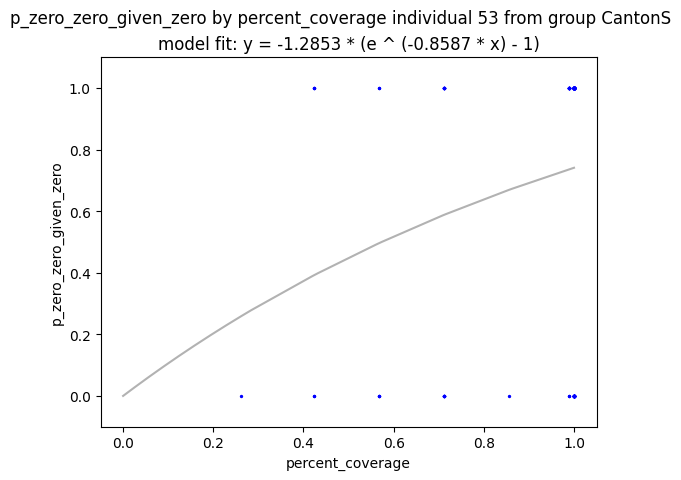 p_zero_zero_given_zero by percent_coverage individual 53 from group CantonS
model fit: y = -1.2853 * (e ^ (-0.8587 * x) - 1)
1.0
0.8
0.6
0.4
0.2
0.0
p_zero_zero_given_zero
0.0 0.2 0.4 0.6 0.8 1.0
percent_coverage